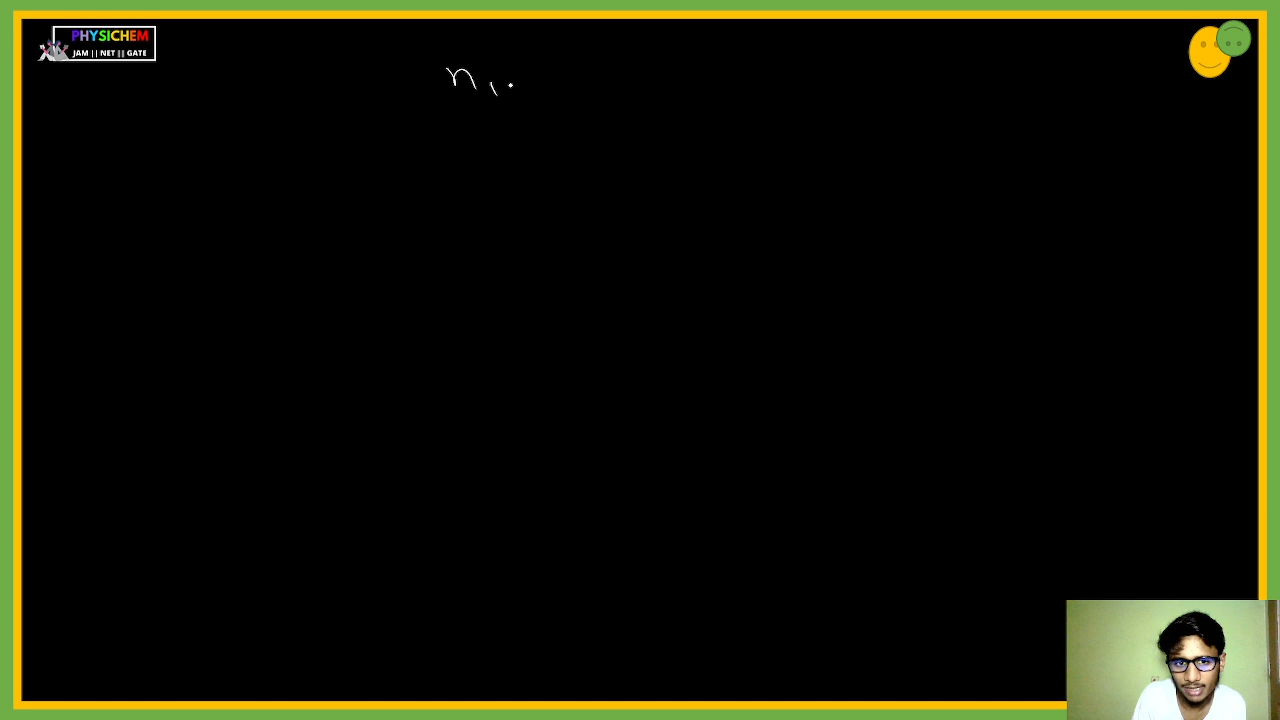 PHYSICHEM
JAM || NET || GATE
n,